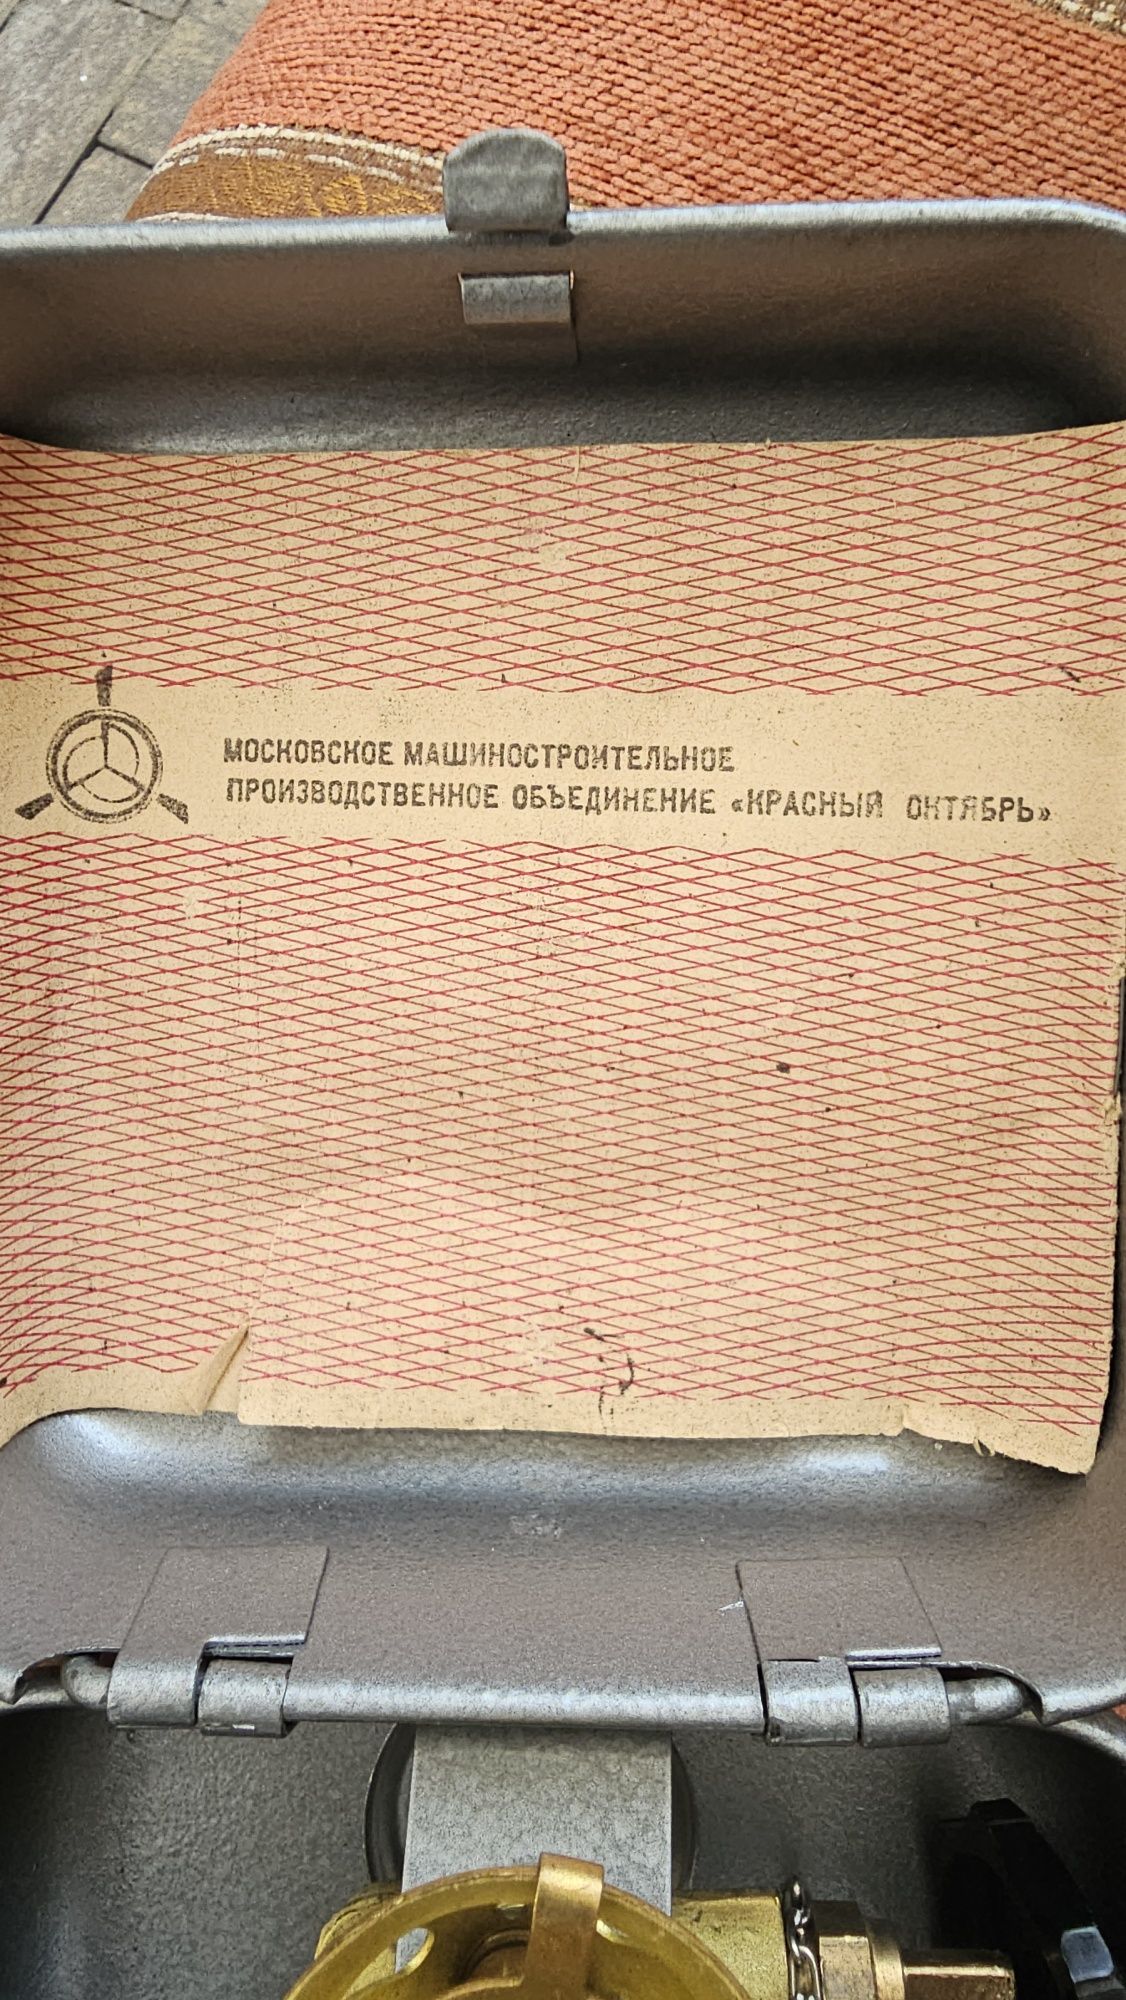 МОСКОВСКОЕ МАШИНОСТРОИТЕЛЬНОЕ
ПРОИЗВОДСТВЕННОЕ ОБЪЕДИНЕНИЕ «КРАСНЫЙ ОКТЯБРЬ»